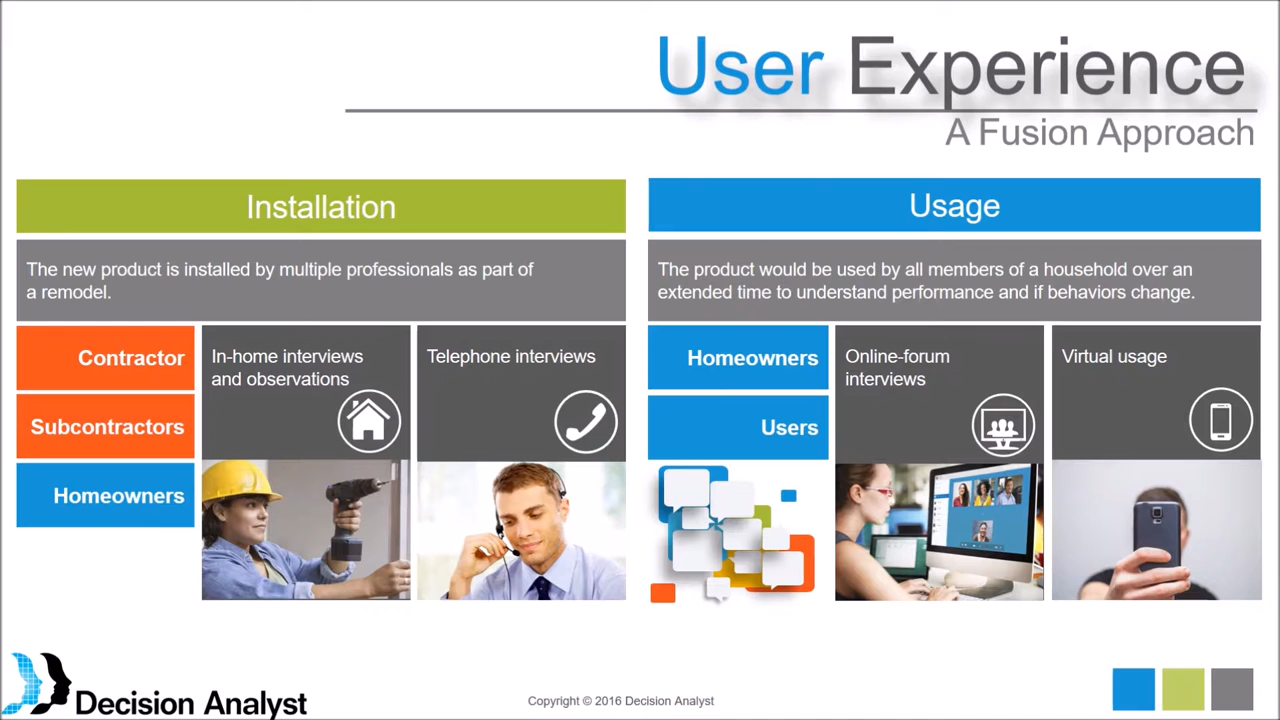 User Experience
A Fusion Approach
Installation
The new product is installed by multiple professionals as part of
a remodel.
Contractor
Subcontractors
Homeowners
In-home interviews
and observations
Telephone interviews
Usage
The product would be used by all members of a household over an
extended time to understand performance and if behaviors change.
Homeowners
Users
Online-forum
interviews
Virtual usage
Decision Analyst
Copyright © 2016 Decision Analyst